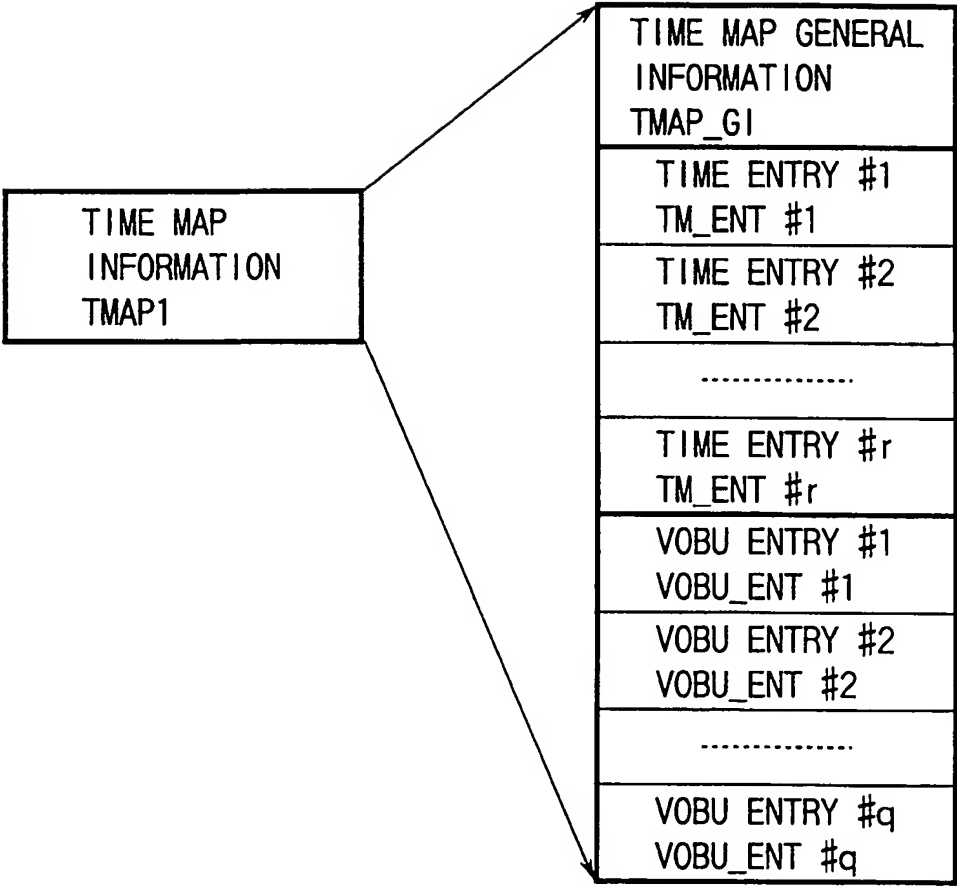 TIME MAP GENERAL
INFORMATION
TMAP_GI
TIME ENTRY #1
TM_ENT #1
TIME MAP
INFORMATION
TMAP1
TIME ENTRY #2
TM_ENT #2
..............
TIME ENTRY #r
TM_ENT #r
VOBU ENTRY #1
VOBU_ENT #1
VOBU ENTRY #2
VOBU_ENT #2
..............
VOBU ENTRY #q
VOBU_ENT #q